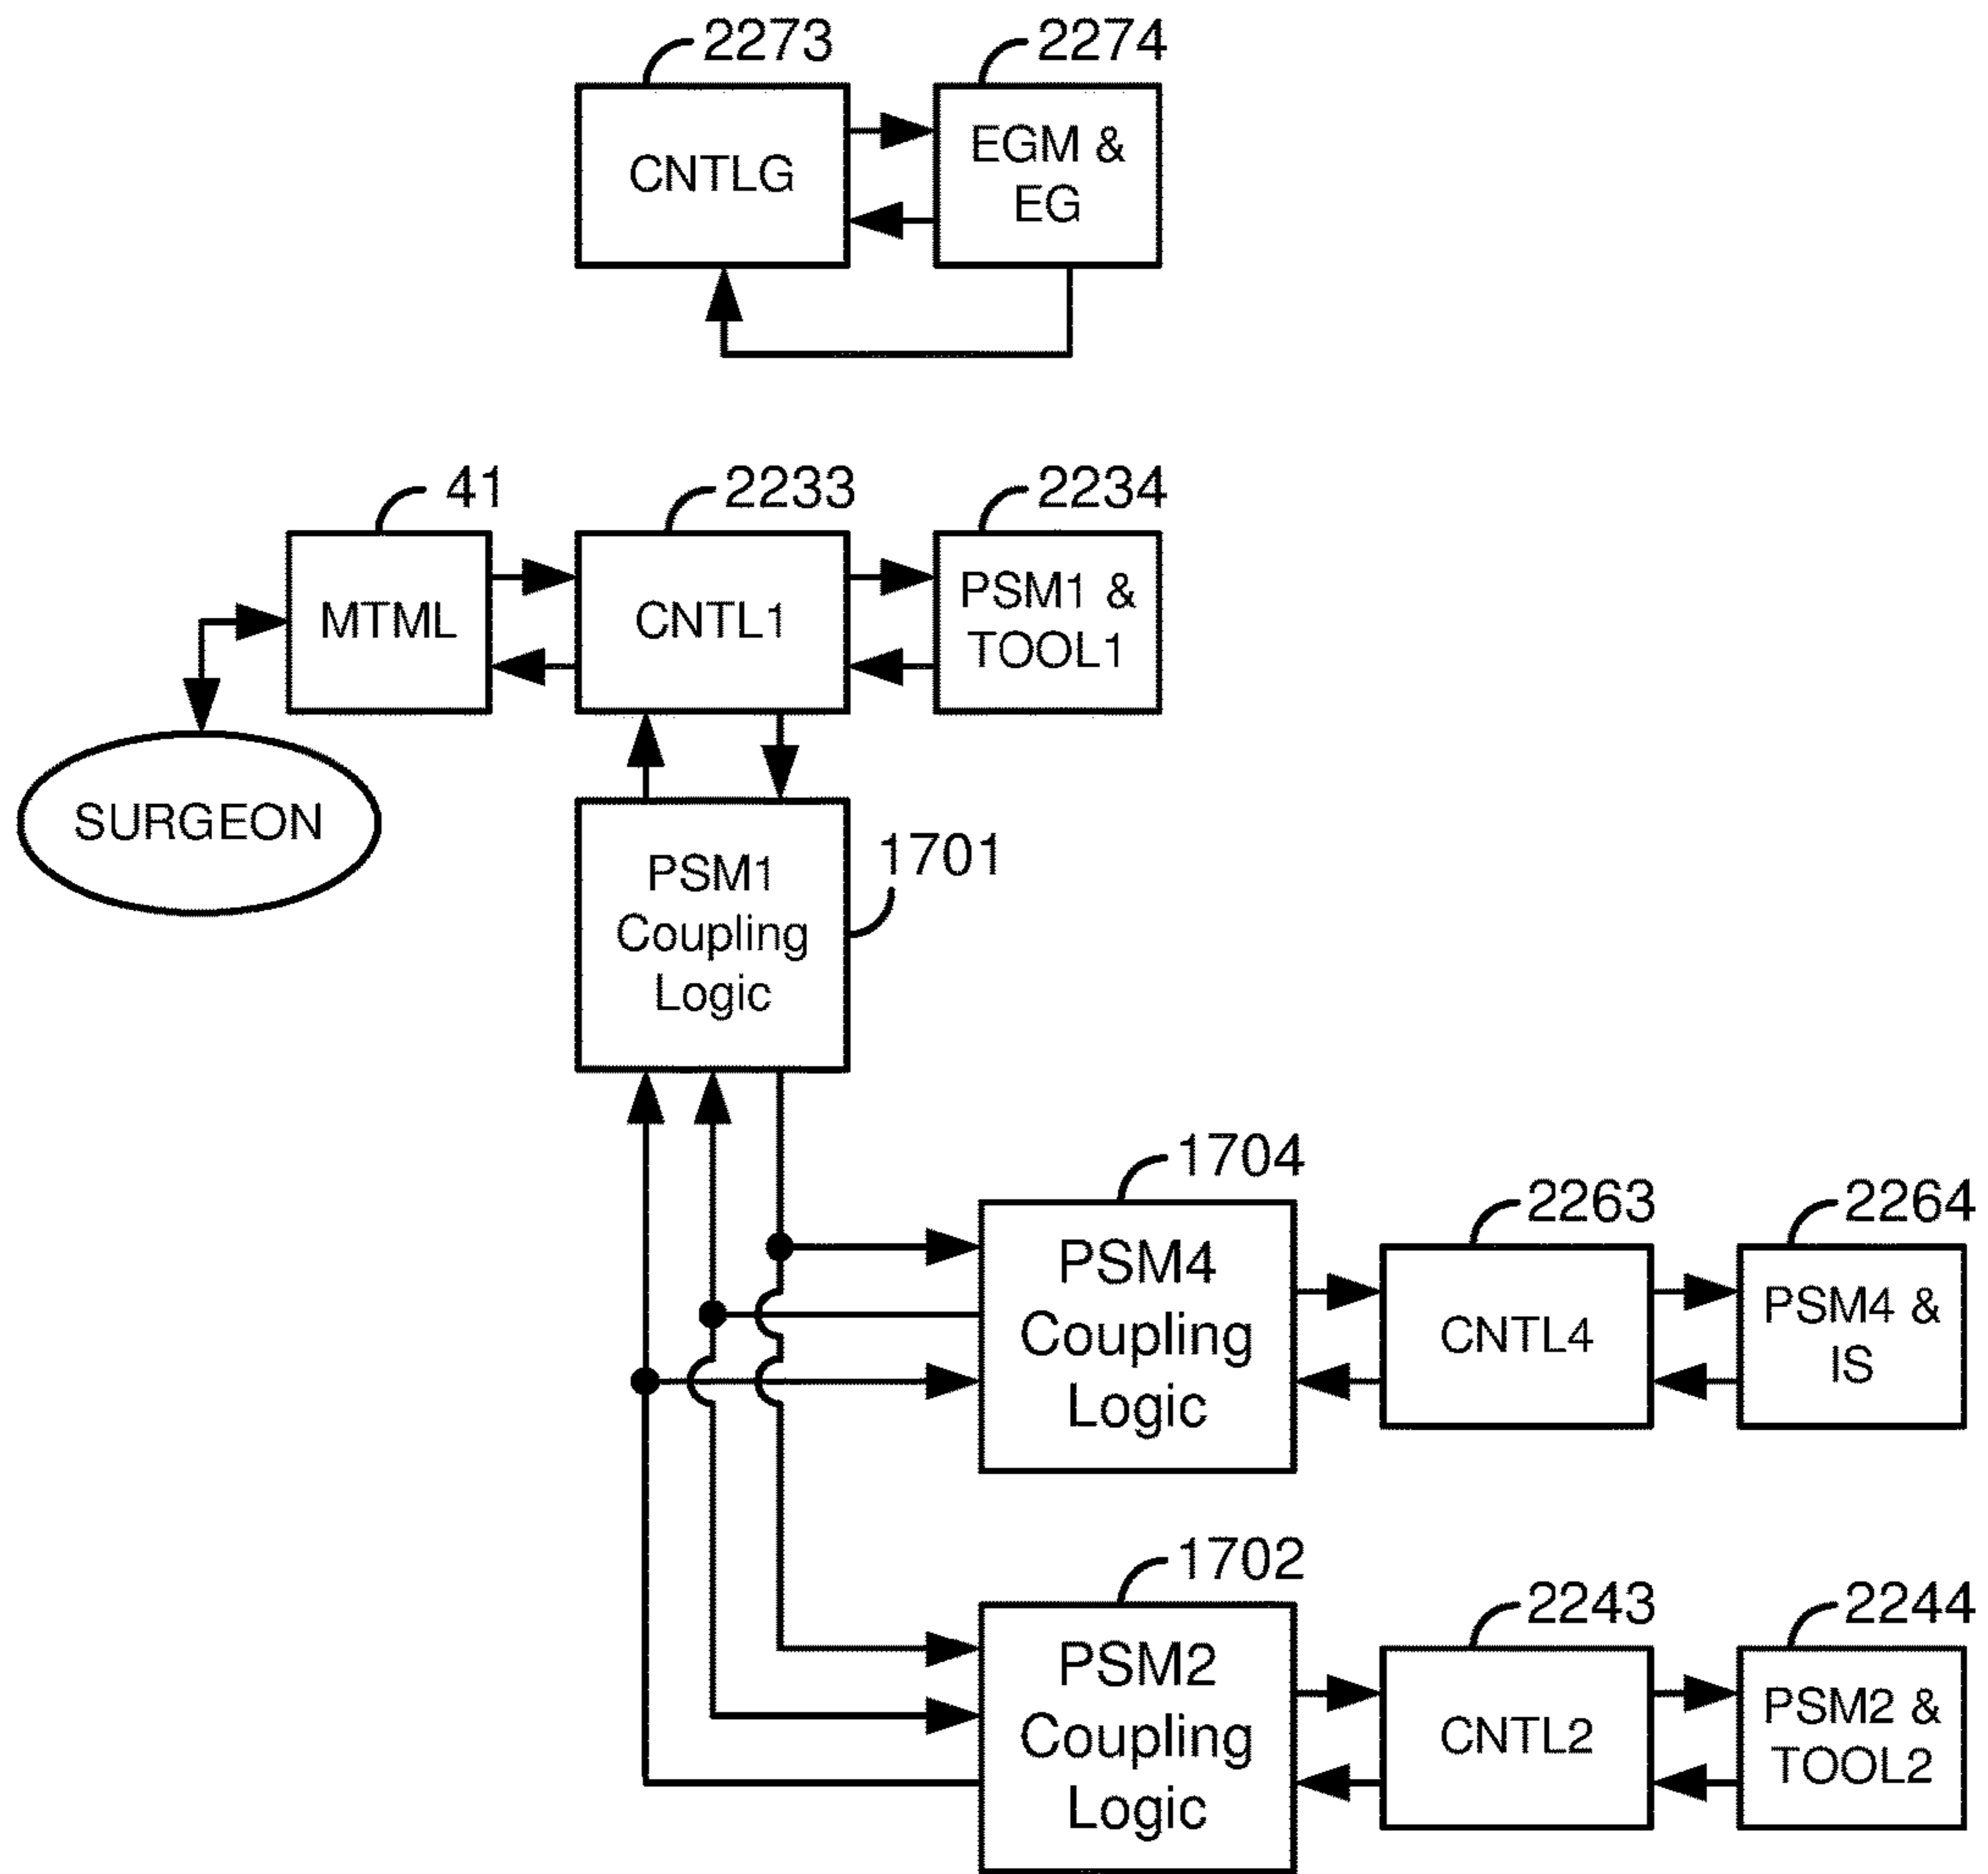 2273
2274
CNTLG
EGM &
EG
41
2233
2234
MTML
CNTL1
PSM1 &
TOOL1
SURGEON
PSM1
Coupling
Logic
1701
1704
2263
2264
PSM4
Coupling
Logic
CNTL4
PSM4 &
IS
1702
2243
2244
PSM2
Coupling
Logic
CNTL2
PSM2 &
TOOL2